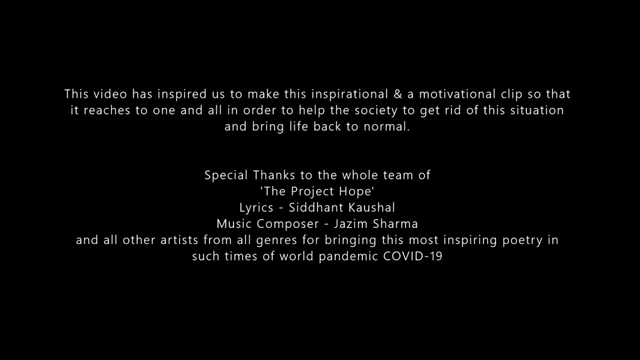 This video has inspired us to make this inspirational & a motivational clip so that
it reaches to one and all in order to help the society to get rid of this situation
and bring life back to normal.
Special Thanks to the whole team of
'The Project Hope'
Lyrics - Siddhant Kaushal
Music Composer - Jazim Sharma
and all other artists from all genres for bringing this most inspiring poetry in
such times of world pandemic COVID-19